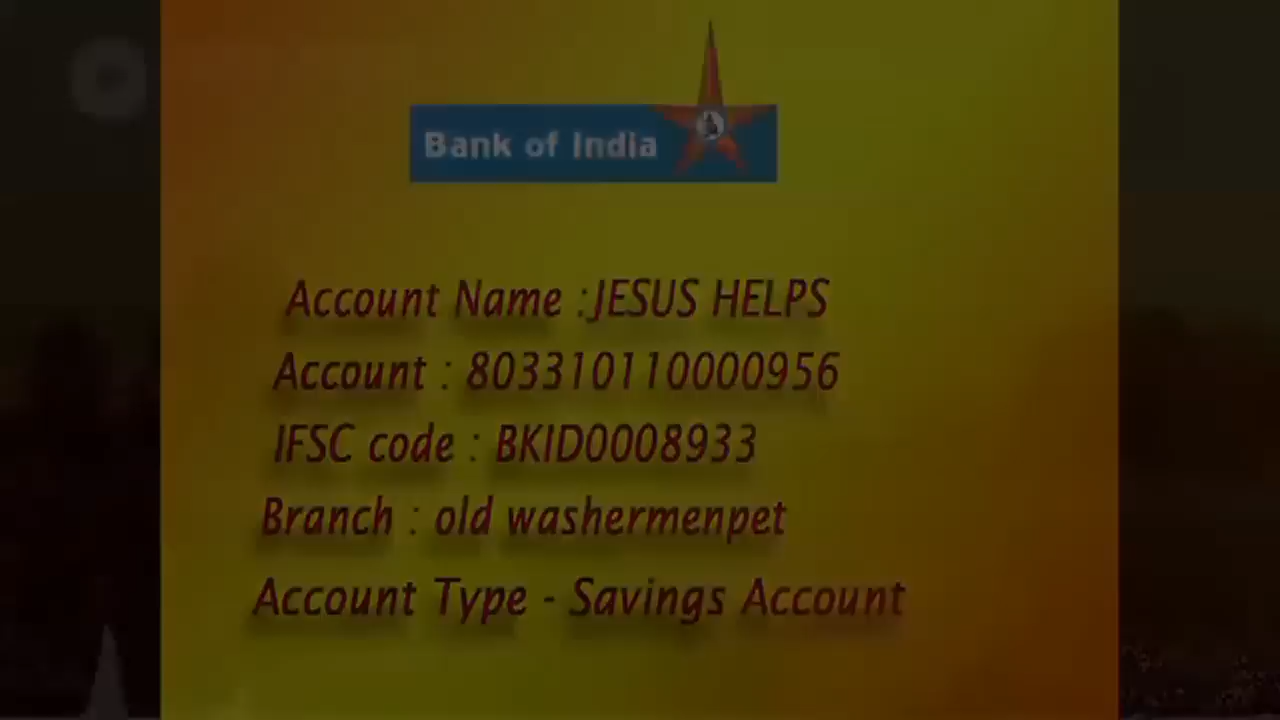 Bank of India
Account Name :JESUS HELPS
Account : 803310110000956
IFSC code : BKID0008933
Branch : old washermenpet
Account Type - Savings Account